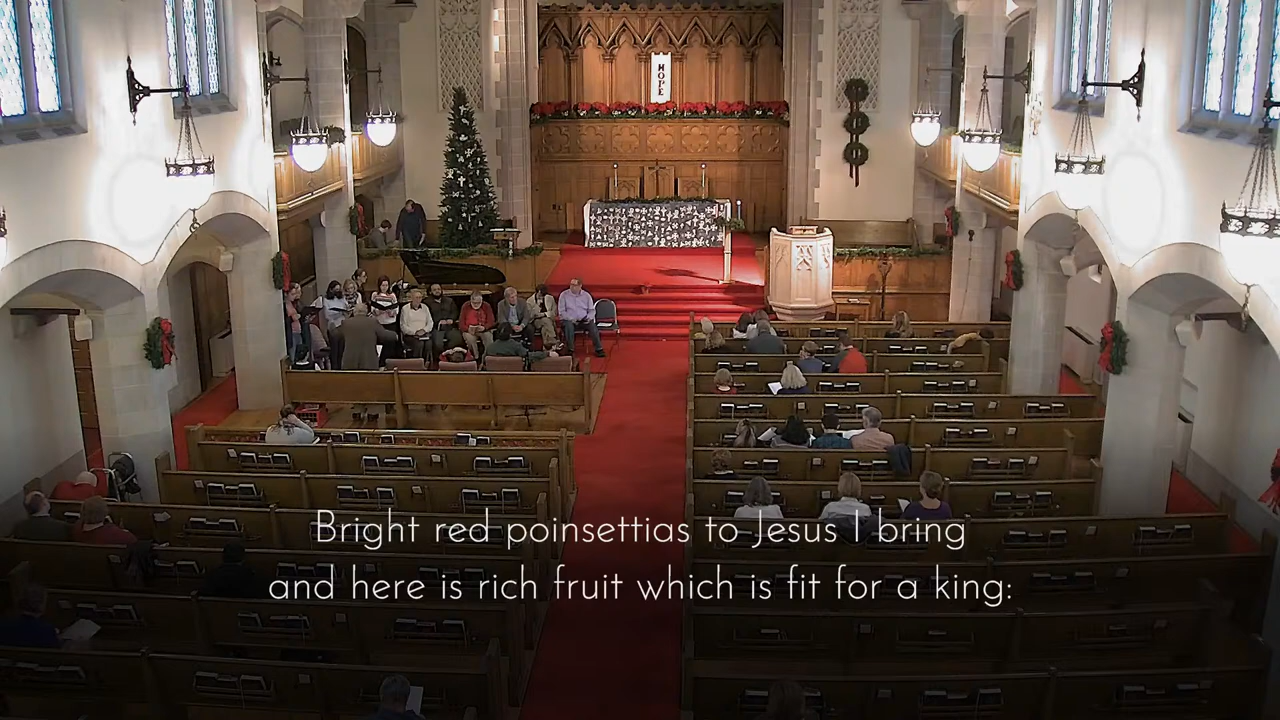 HOPE
Bright red poinsettias to Jesus I bring
and here is rich fruit which is fit for a king: